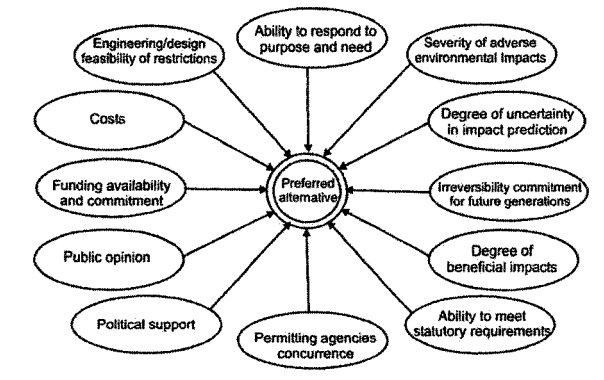 Ability to respond to
purpose and need
Engineering/design
feasibility of restrictions
Severity of adverse
environmental Impacts
Costs
Degree of uncertainty
in impact prediction
Preferred
alternative
Funding availability
and commitment
Irreversibility commitment
for future generations
Public opinion
Degree of
beneficial impacts
Political support
Ability to meet
statutory requirements
Permitting agencies
concurrence